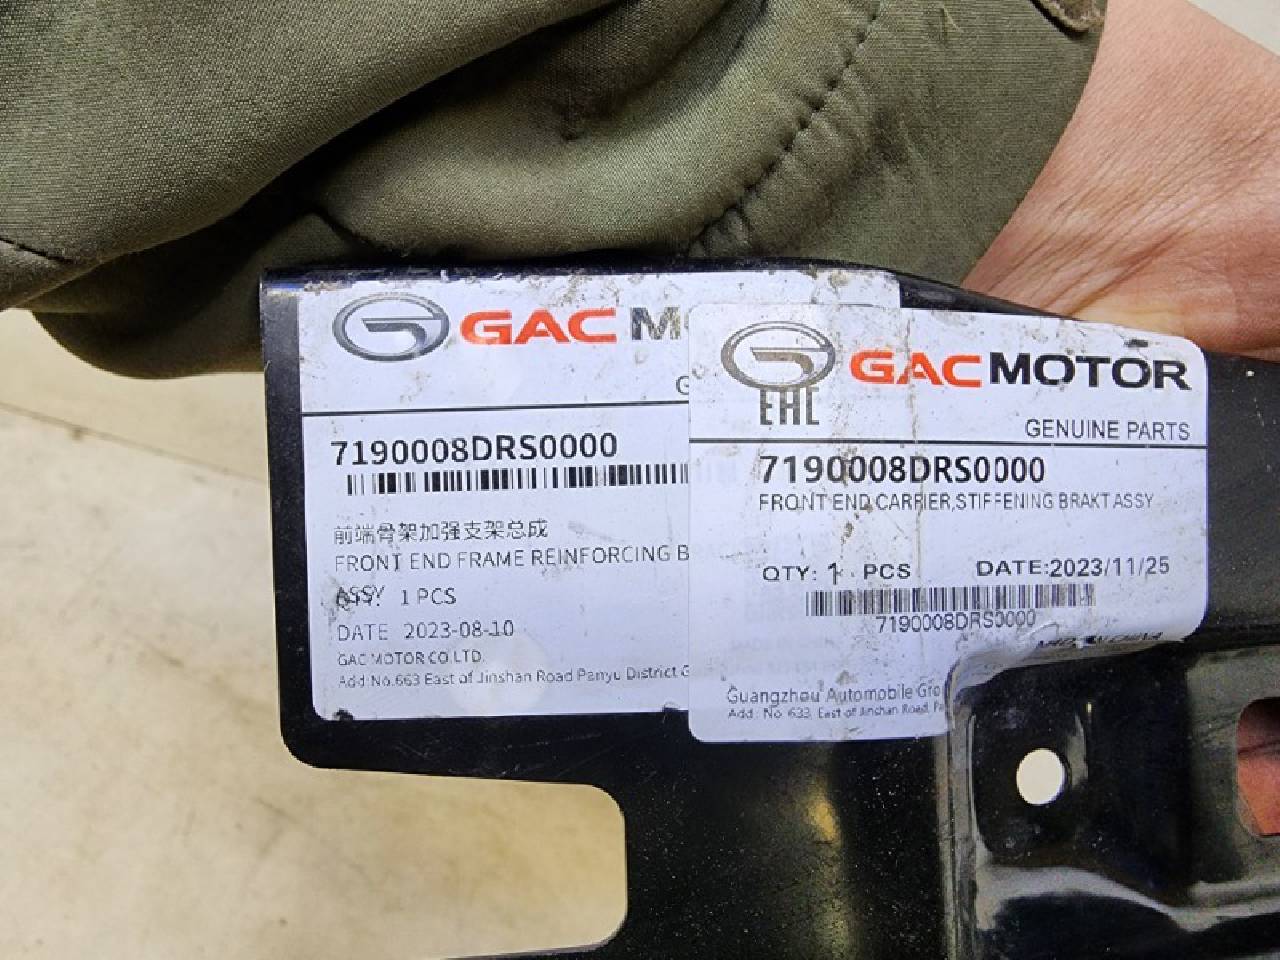 GAC M
G
7190008DRS0000
前端骨架加强支架总成
FRONT END FRAME REINFORCING B
ASSY
QTY: 1 PCS
DATE 2023-08-10
GAC MOTOR CO.LTD.
Add:No.663 East of Jinshan Road Panyu District G
GAC MOTOR
EAC
GENUINE PARTS
7190008DRS0000
FRONT END CARRIER,STIFFENING BRAKT ASSY
QTY: 1 PCS DATE:2023/11/25
7190008DRS0000
Guangzhou Automobile Gro
Add: No. 633, East of Jinshan Road, Pa